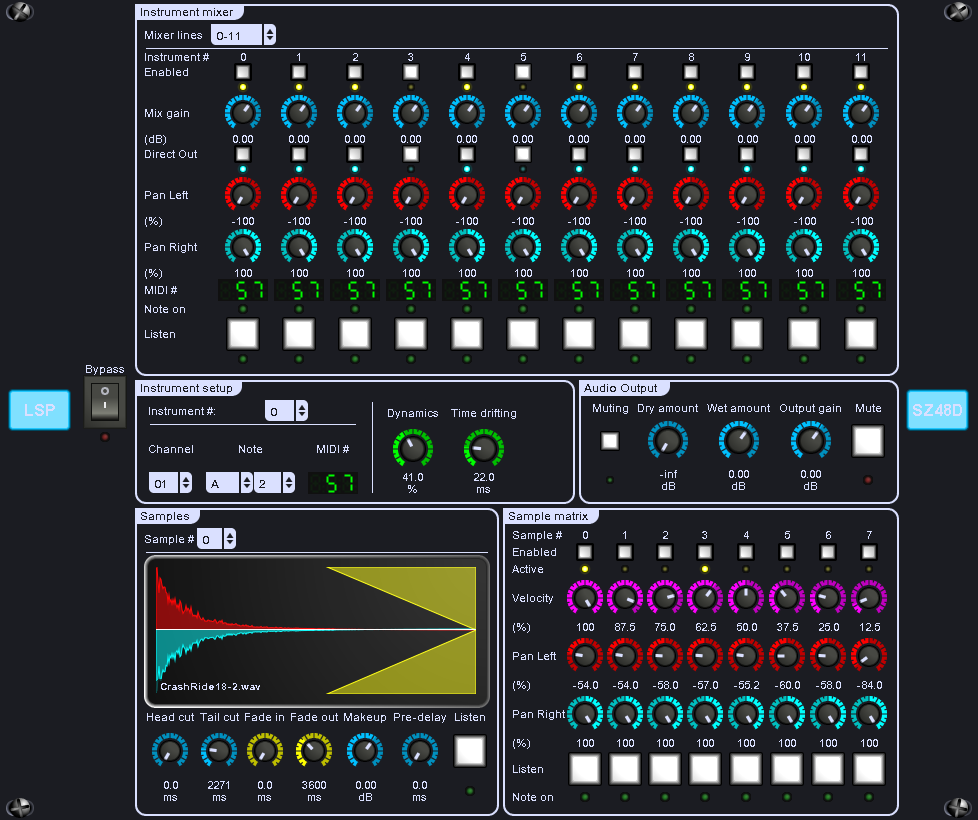 Instrument mixer
Mixer lines 0-11
Instrument # 0 1 2 3 4 5 6 7 8 9 10 11
Enabled
Mix gain
(dB) 0.00 0.00 0.00 0.00 0.00 0.00 0.00 0.00 0.00 0.00 0.00 0.00
Direct Out
Pan Left
(%) -100 -100 -100 -100 -100 -100 -100 -100 -100 -100 -100 -100
Pan Right
(%) 100 100 100 100 100 100 100 100 100 100 100 100
MIDI # 57 57 57 57 57 57 57 57 57 57 57 57
Note on
Listen
Bypass
LSP
SZ48D
Instrument setup
Instrument #: 0
Channel Note MIDI #
01 A 2 57
Dynamics Time drifting
41.0 22.0
% ms
Audio Output
Muting Dry amount Wet amount Output gain Mute
-inf 0.00 0.00
dB dB dB
Samples
Sample # 0
CrashRide18-2.wav
Head cut Tail cut Fade in Fade out Makeup Pre-delay Listen
0.0 2271 0.0 3600 0.00 0.0
ms ms ms ms dB ms
Sample matrix
Sample # 0 1 2 3 4 5 6 7
Enabled
Active
Velocity
(%) 100 87.5 75.0 62.5 50.0 37.5 25.0 12.5
Pan Left
(%) -54.0 -54.0 -58.0 -57.0 -55.2 -60.0 -58.0 -84.0
Pan Right
(%) 100 100 100 100 100 100 100 100
Listen
Note on